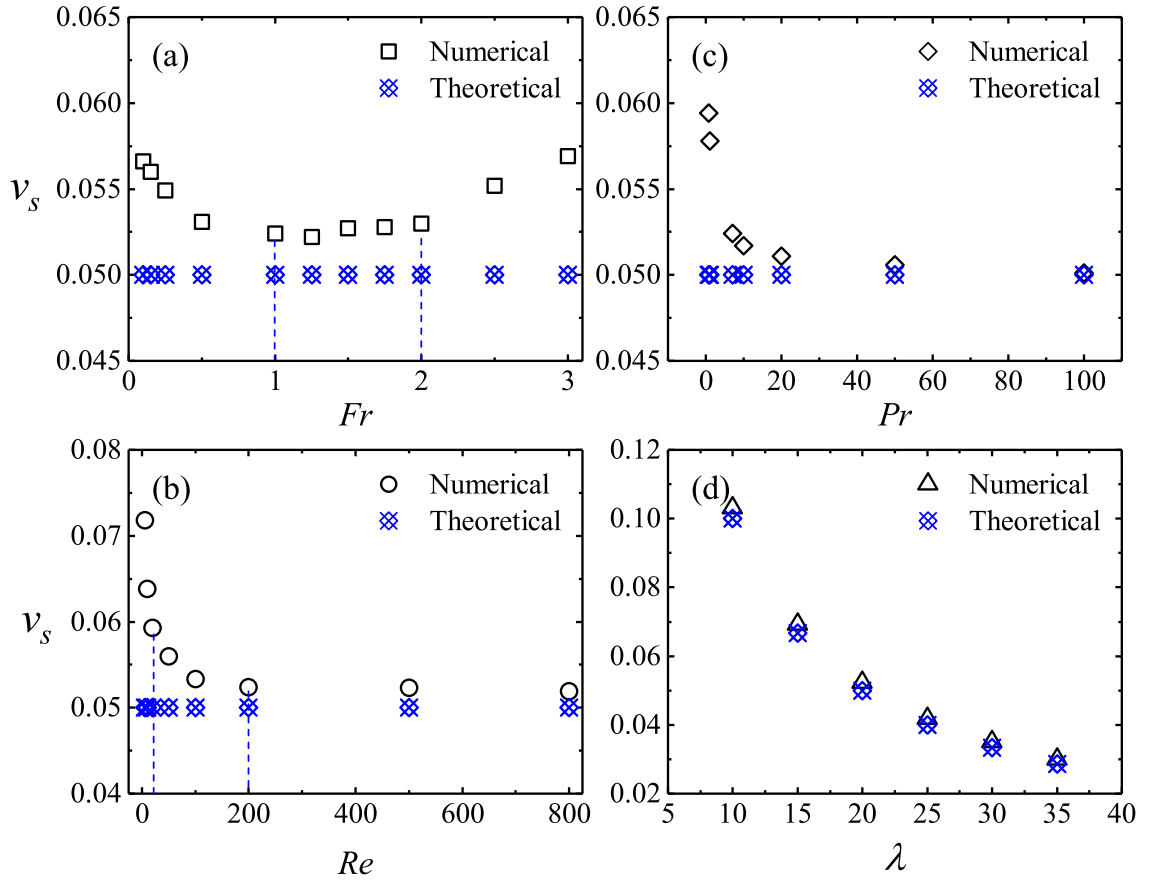 0.065
(a)
Numerical
Theoretical
0.060
0.055
v_s
0.050
0.045
0 1 2 3
Fr
(c)
Numerical
Theoretical
0.065
0.060
0.055
0.050
0.045
0 20 40 60 80 100
Pr
0.08
(b)
Numerical
Theoretical
0.07
0.06
v_s
0.05
0.04
0 200 400 600 800
Re
0.12
(d)
Numerical
Theoretical
0.10
0.08
0.06
0.04
0.02
5 10 15 20 25 30 35 40
λ